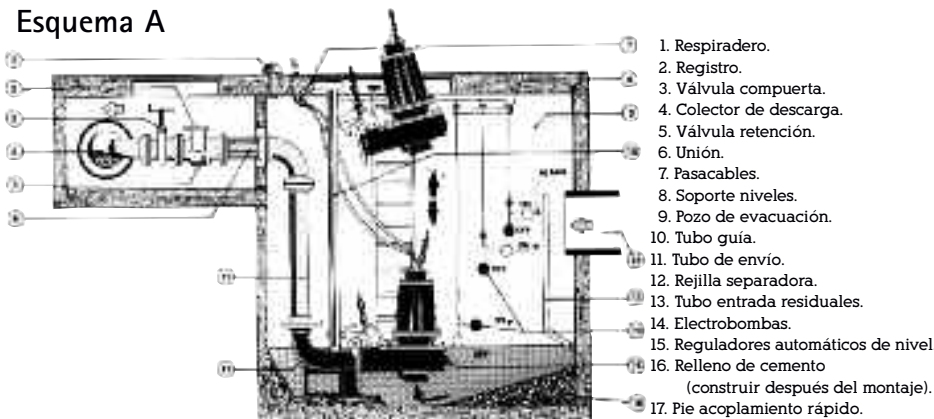 Esquema A
1. Respiradero.
2. Registro.
3. Válvula compuerta.
4. Colector de descarga.
5. Válvula retención.
6. Unión.
7. Pasacables.
8. Soporte niveles.
9. Pozo de evacuación.
10. Tubo guía.
11. Tubo de envío.
12. Rejilla separadora.
13. Tubo entrada residuales.
14. Electrobombas.
15. Reguladores automáticos de nivel
16. Relleno de cemento
(construir después del montaje).
17. Pie acoplamiento rápido.